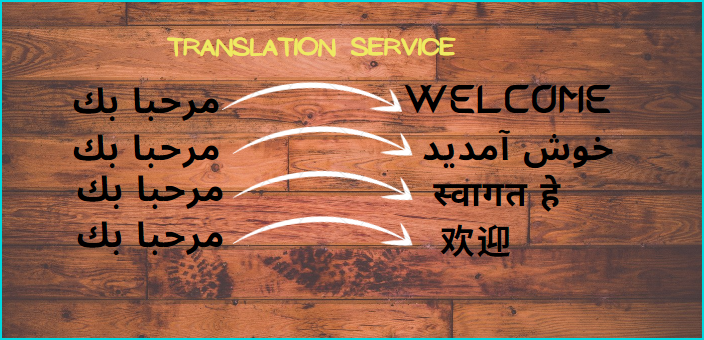 TRANSLATION SERVICE
مرحبا بك WELCOME
مرحبا بك خوش آمدید
مرحبا بك स्वागत हे
مرحبا بك 欢迎